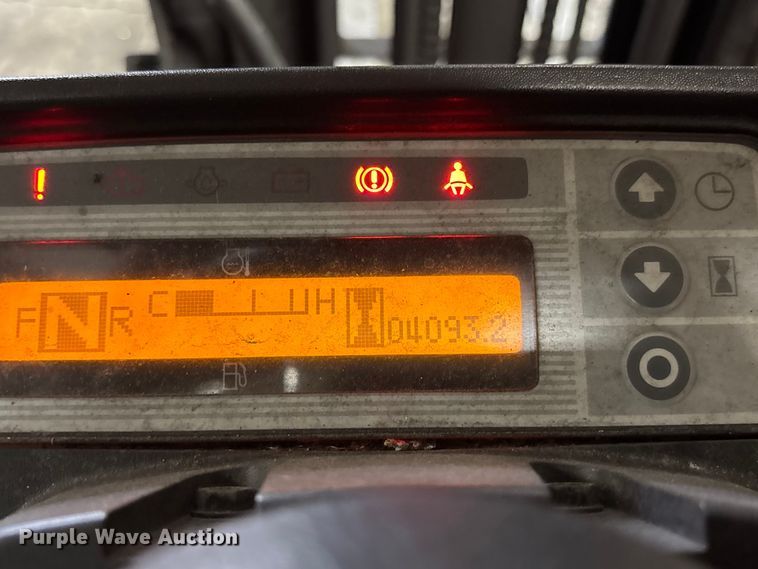 C H
F N R 04093.2
Purple Wave Auction